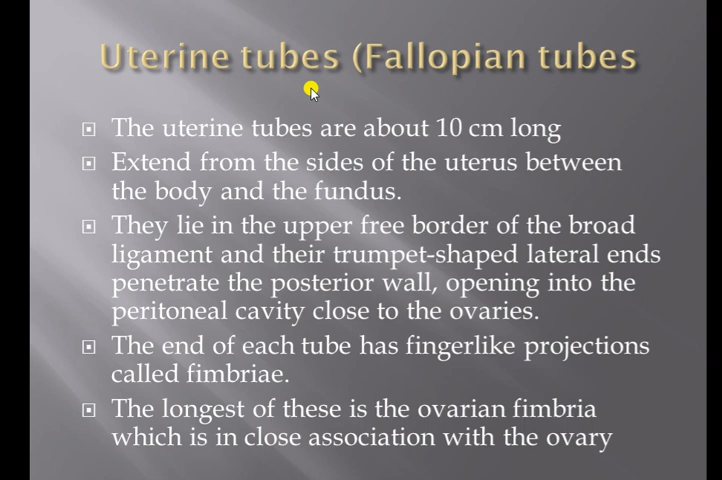 Uterine tubes (Fallopian tubes
The uterine tubes are about 10 cm long
Extend from the sides of the uterus between
the body and the fundus.
They lie in the upper free border of the broad
ligament and their trumpet-shaped lateral ends
penetrate the posterior wall, opening into the
peritoneal cavity close to the ovaries.
The end of each tube has fingerlike projections
called fimbriae.
The longest of these is the ovarian fimbria
which is in close association with the ovary